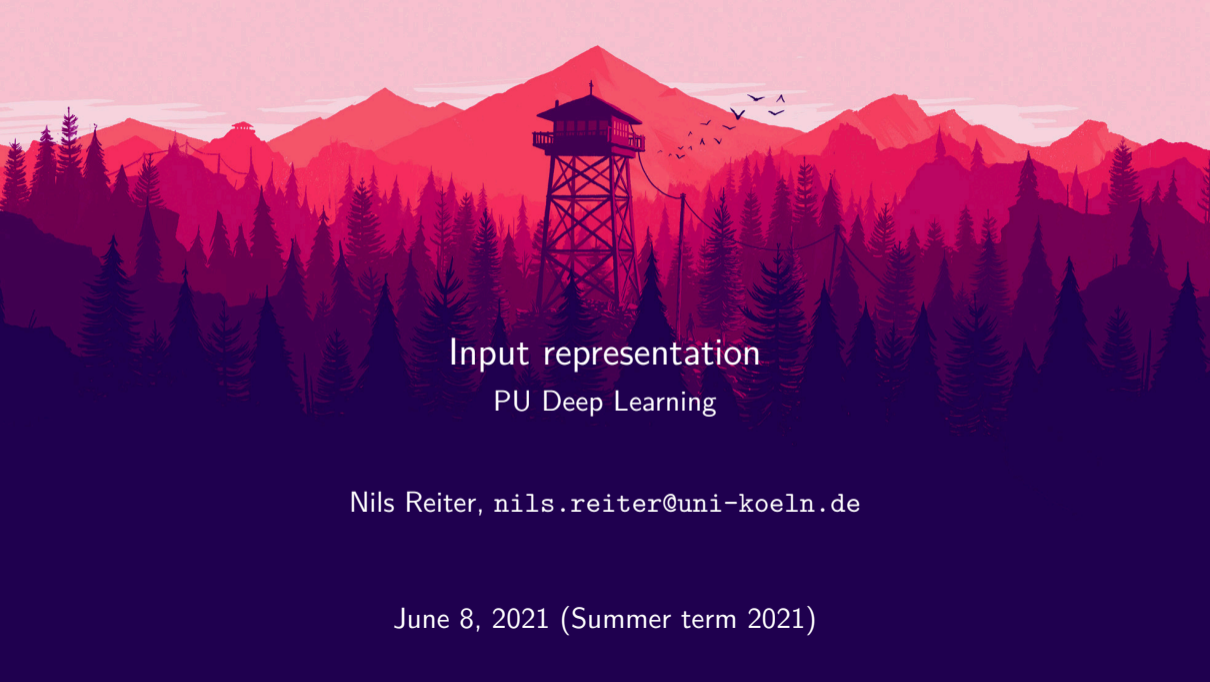 Input representation
PU Deep Learning
Nils Reiter, nils.reiter@uni-koeln.de
June 8, 2021 (Summer term 2021)